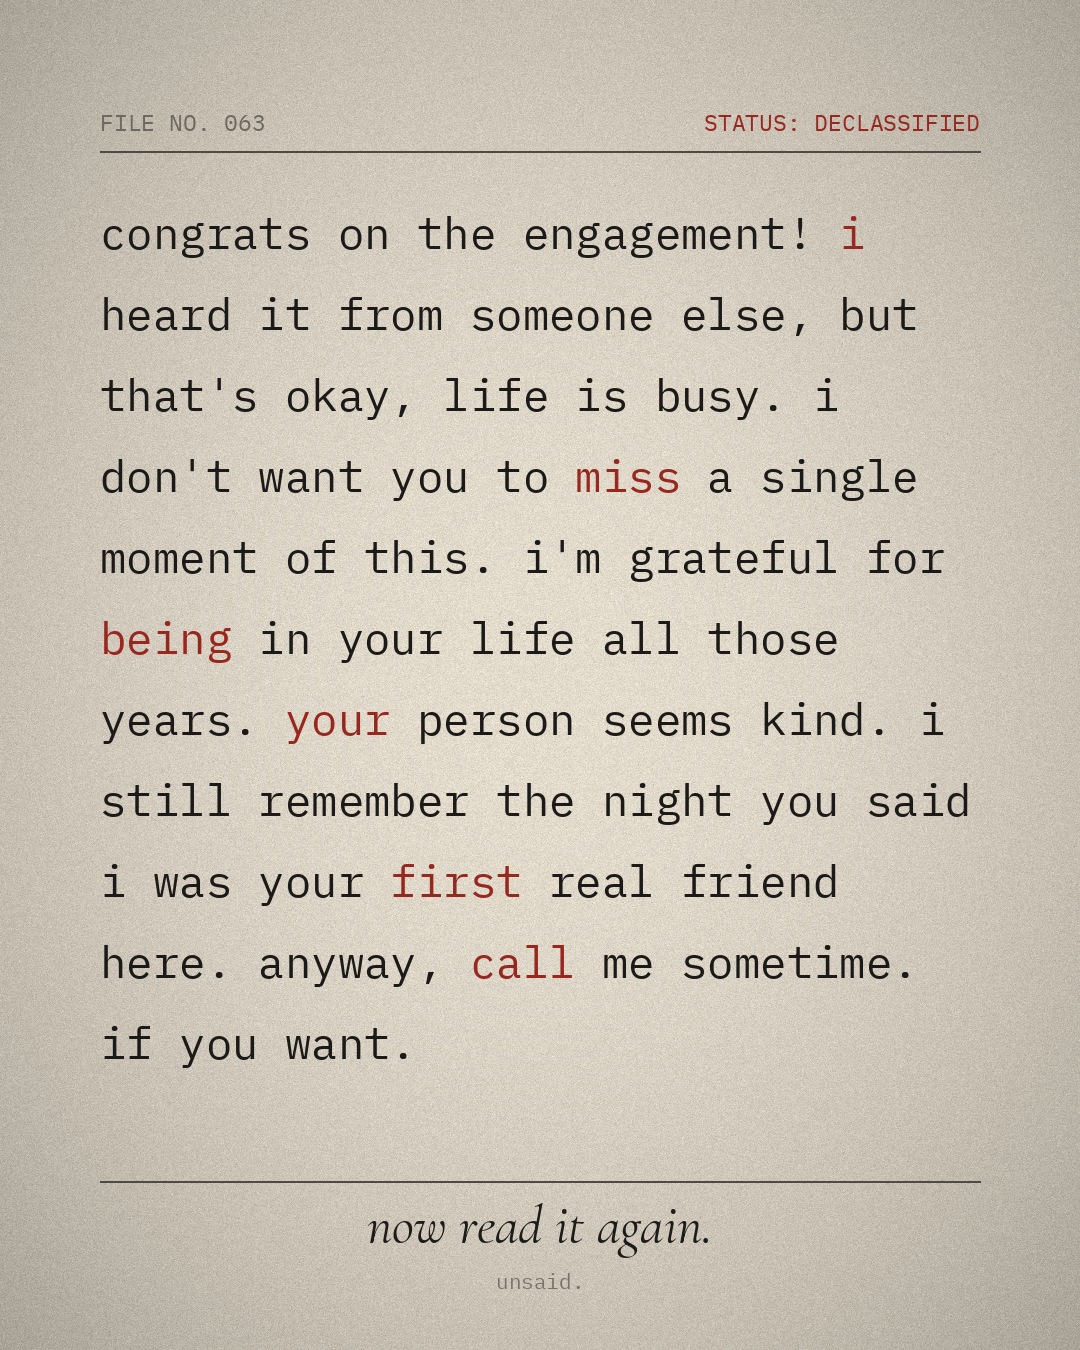 FILE NO. 063
STATUS: DECLASSIFIED
congrats on the engagement! i
heard it from someone else, but
that's okay, life is busy. i
don't want you to miss a single
moment of this. i'm grateful for
being in your life all those
years. your person seems kind. i
still remember the night you said
i was your first real friend
here. anyway, call me sometime.
if you want.
now read it again.
unsaid.